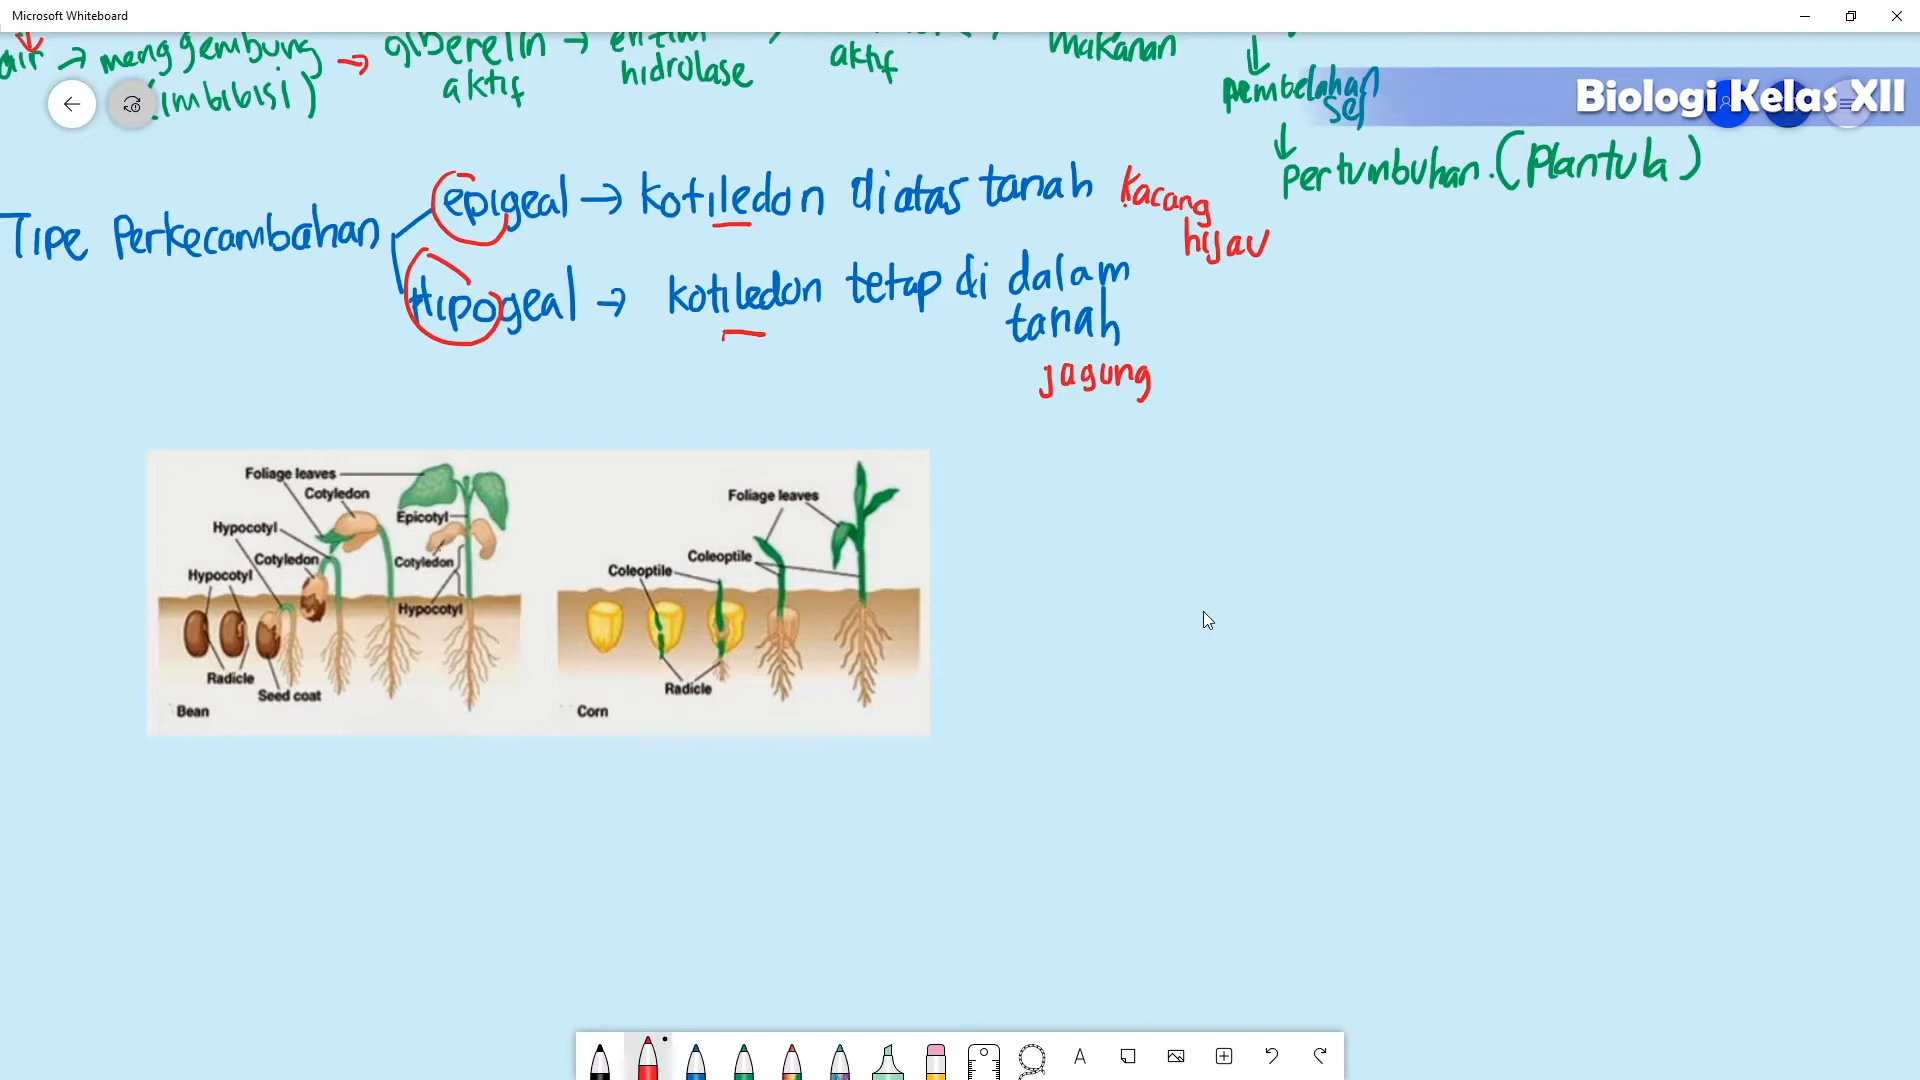 Microsoft Whiteboard
air → menggembung → giberelin → enzim
(imbibisi) aktif hidrolase aktif makanan
↓
pembelahan
sel
Biologi Kelas XII
↓
pertumbuhan. (Plantula)
Tipe Perkecambahan
epigeal → kotiledon diatas tanah kacang
hijau
Hipogeal → kotiledon tetap di dalam
tanah
jagung
Foliage leaves
Cotyledon
Epicotyl
Hypocotyl
Cotyledon
Cotyledon
Hypocotyl
Hypocotyl
Radicle
Seed coat
Bean
Foliage leaves
Coleoptile
Coleoptile
Radicle
Corn
A